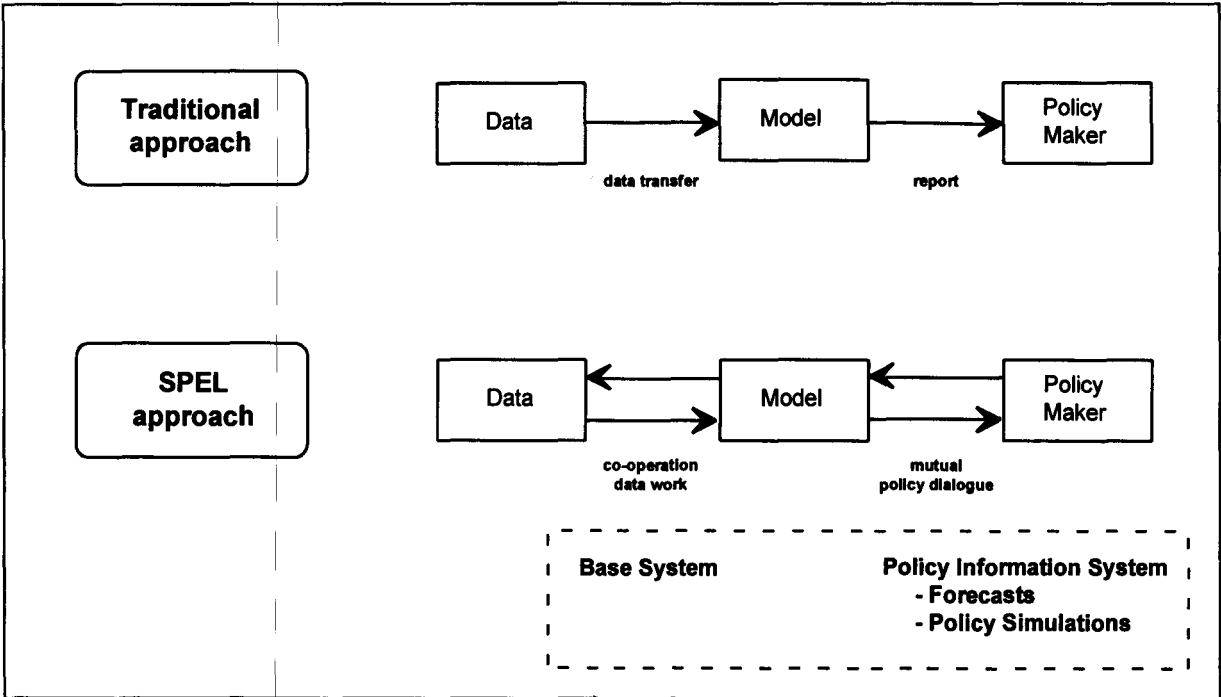 Traditional
approach
Data
Model
Policy
Maker
data transfer
report
SPEL
approach
Data
Model
Policy
Maker
co-operation
data work
mutual
policy dialogue
Base System
Policy Information System
- Forecasts
- Policy Simulations